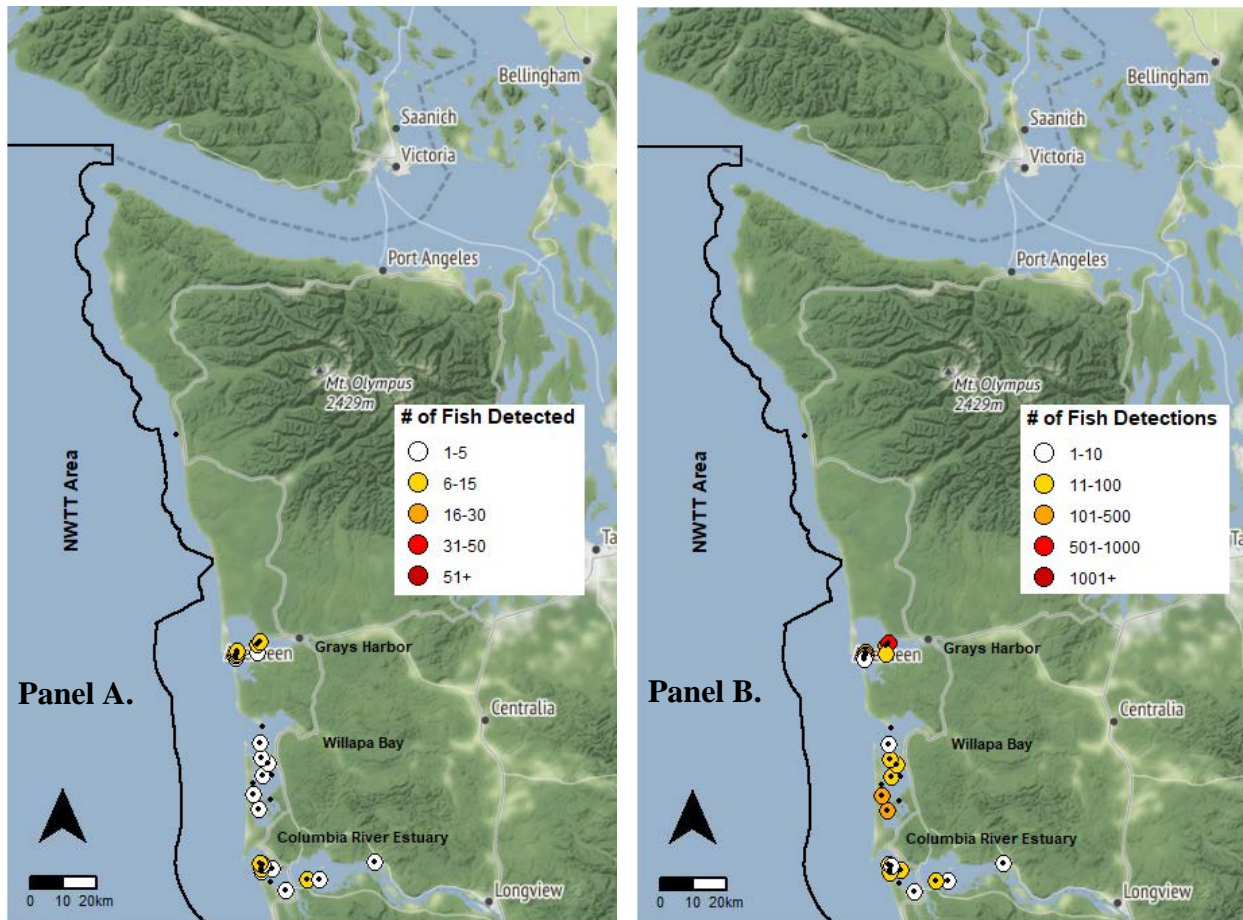 Bellingham
Saanich
Victoria
Port Angeles
Mt. Olympus
2429m
# of Fish Detected
1-5
6-15
16-30
31-50
51+
NWTT Area
Ta
Grays Harbor
Panel A.
Centralia
Willapa Bay
Columbia River Estuary
0 10 20km
Longview
Bellingham
Saanich
Victoria
Port Angeles
Mt. Olympus
2429m
# of Fish Detections
1-10
11-100
101-500
501-1000
1001+
NWTT Area
Ta
Grays Harbor
Panel B.
Centralia
Willapa Bay
Columbia River Estuary
0 10 20km
Longview